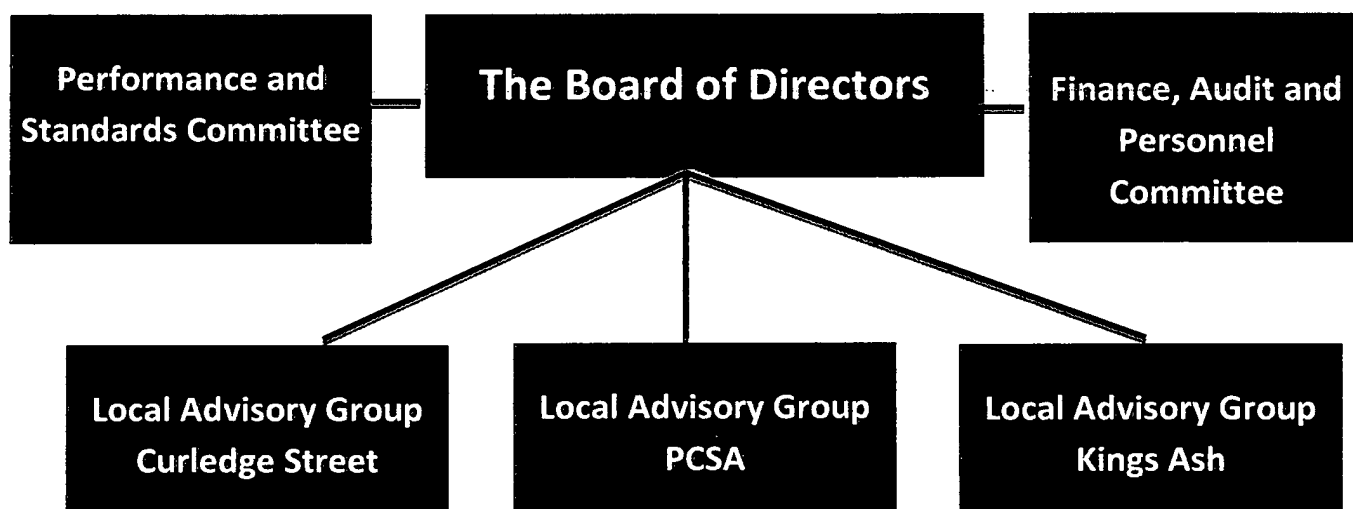 Performance and
Standards Committee
The Board of Directors
Finance, Audit and
Personnel
Committee
Local Advisory Group
Curledge Street
Local Advisory Group
PCSA
Local Advisory Group
Kings Ash